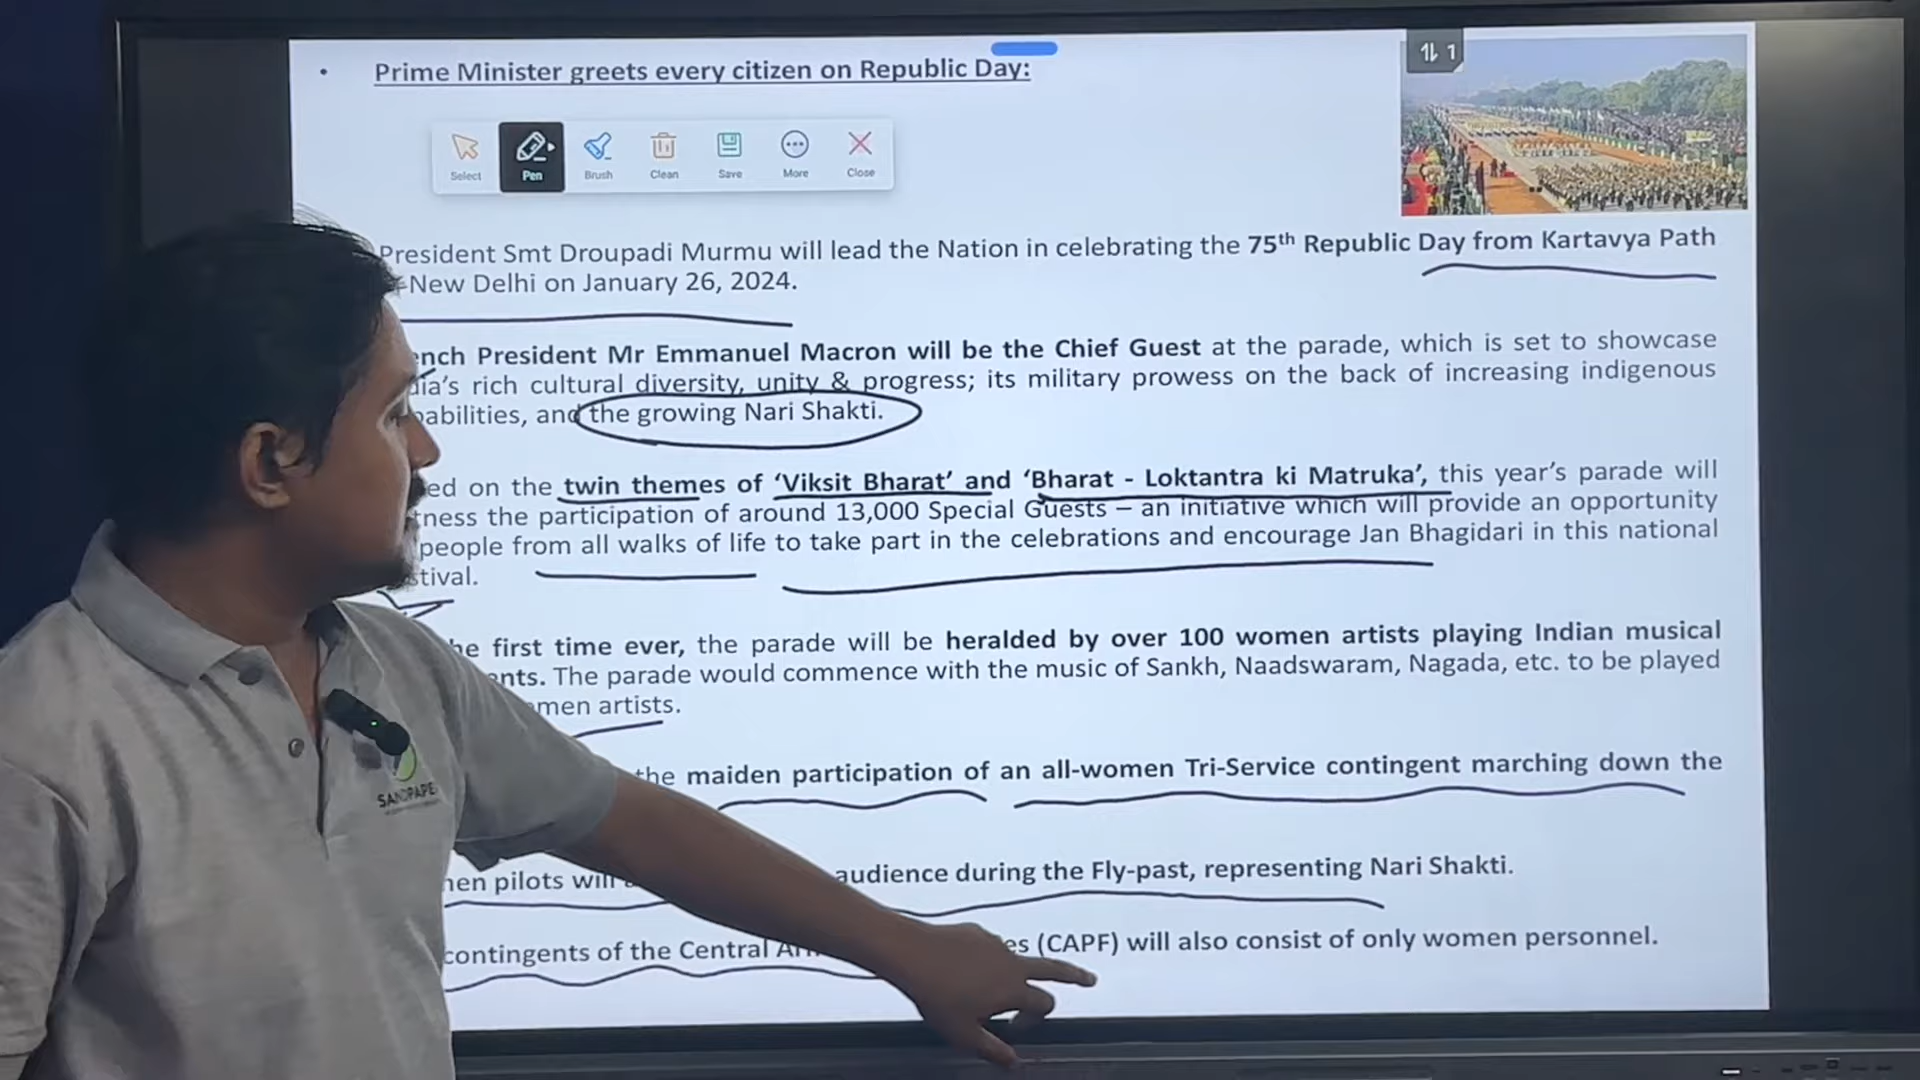 • Prime Minister greets every citizen on Republic Day:
1
Select Pen Brush Clean Save More Close
President Smt Droupadi Murmu will lead the Nation in celebrating the 75th Republic Day from Kartavya Path
New Delhi on January 26, 2024.
President Mr Emmanuel Macron will be the Chief Guest at the parade, which is set to showcase
rich cultural diversity, unity & progress; its military prowess on the back of increasing indigenous
the growing Nari Shakti.
on the twin themes of ‘Viksit Bharat’ and ‘Bharat - Loktantra ki Matruka’, this year’s parade will
the participation of around 13,000 Special Guests – an initiative which will provide an opportunity
people from all walks of life to take part in the celebrations and encourage Jan Bhagidari in this national
first time ever, the parade will be heralded by over 100 women artists playing Indian musical
The parade would commence with the music of Sankh, Naadswaram, Nagada, etc. to be played
artists.
the maiden participation of an all-women Tri-Service contingent marching down the
pilots will audience during the Fly-past, representing Nari Shakti.
contingents of the Central (CAPF) will also consist of only women personnel.